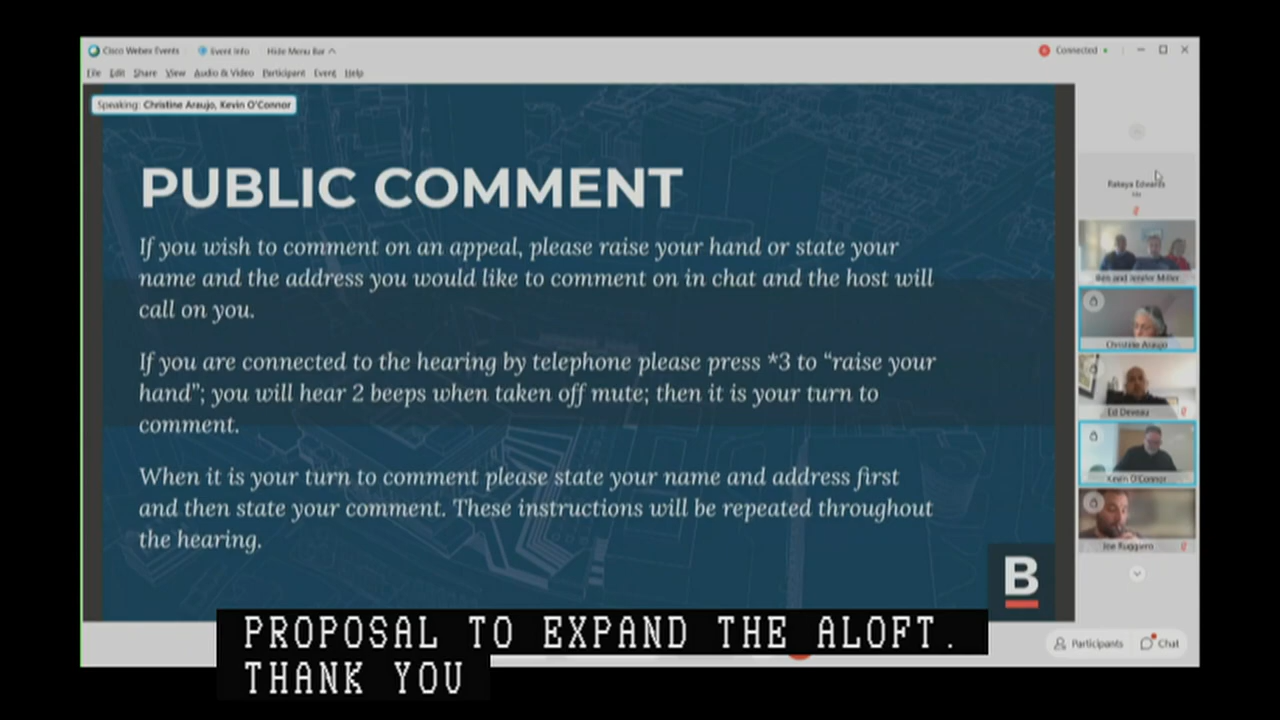 Cisco Webex Events Event Info Hide Menu Bar Connected
File Edit Share View Audio & Video Participant Event Help
Speaking: Christine Araujo, Kevin O'Connor
PUBLIC COMMENT
If you wish to comment on an appeal, please raise your hand or state your
name and the address you would like to comment on in chat and the host will
call on you.
If you are connected to the hearing by telephone please press *3 to “raise your
hand”; you will hear 2 beeps when taken off mute; then it is your turn to
comment.
When it is your turn to comment please state your name and address first
and then state your comment. These instructions will be repeated throughout
the hearing.
B
Rakeya Edwards
Me
Ben and Jenifer Miller
Christine Araujo
Ed Deveau
Kevin O'Connor
Joe Ruggiero
PROPOSAL TO EXPAND THE ALOFT.
THANK YOU
Participants Chat